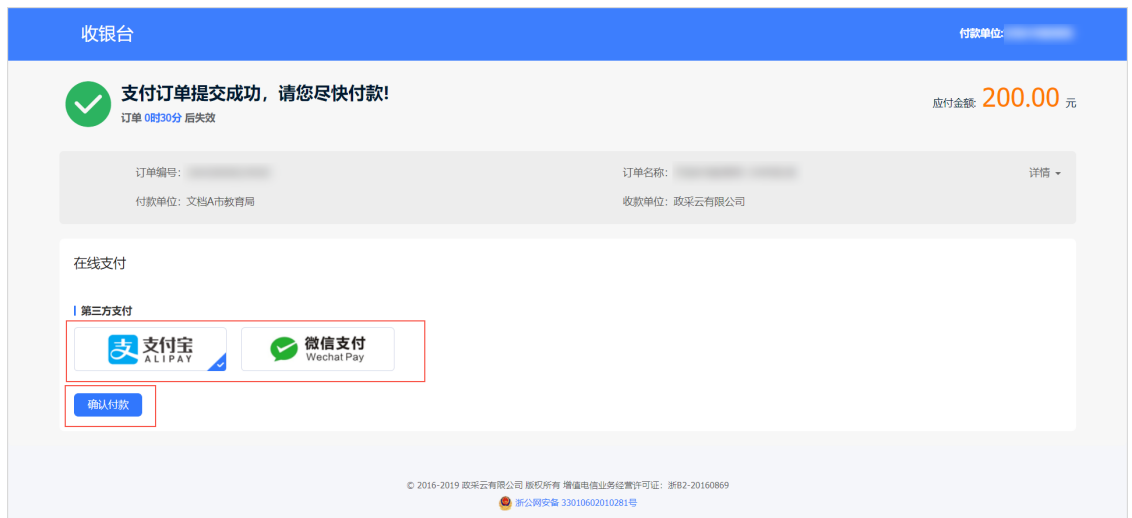 收银台
付款单位:
支付订单提交成功，请您尽快付款!
订单 0时30分 后失效
应付金额: 200.00 元
订单编号:
订单名称:
详情
付款单位: 文档A市教育局
收款单位: 政采云有限公司
在线支付
第三方支付
支付宝
ALIPAY
微信支付
Wechat Pay
确认付款
© 2016-2019 政采云有限公司 版权所有 增值电信业务经营许可证: 浙B2-20160869
浙公网安备 33010602010281号